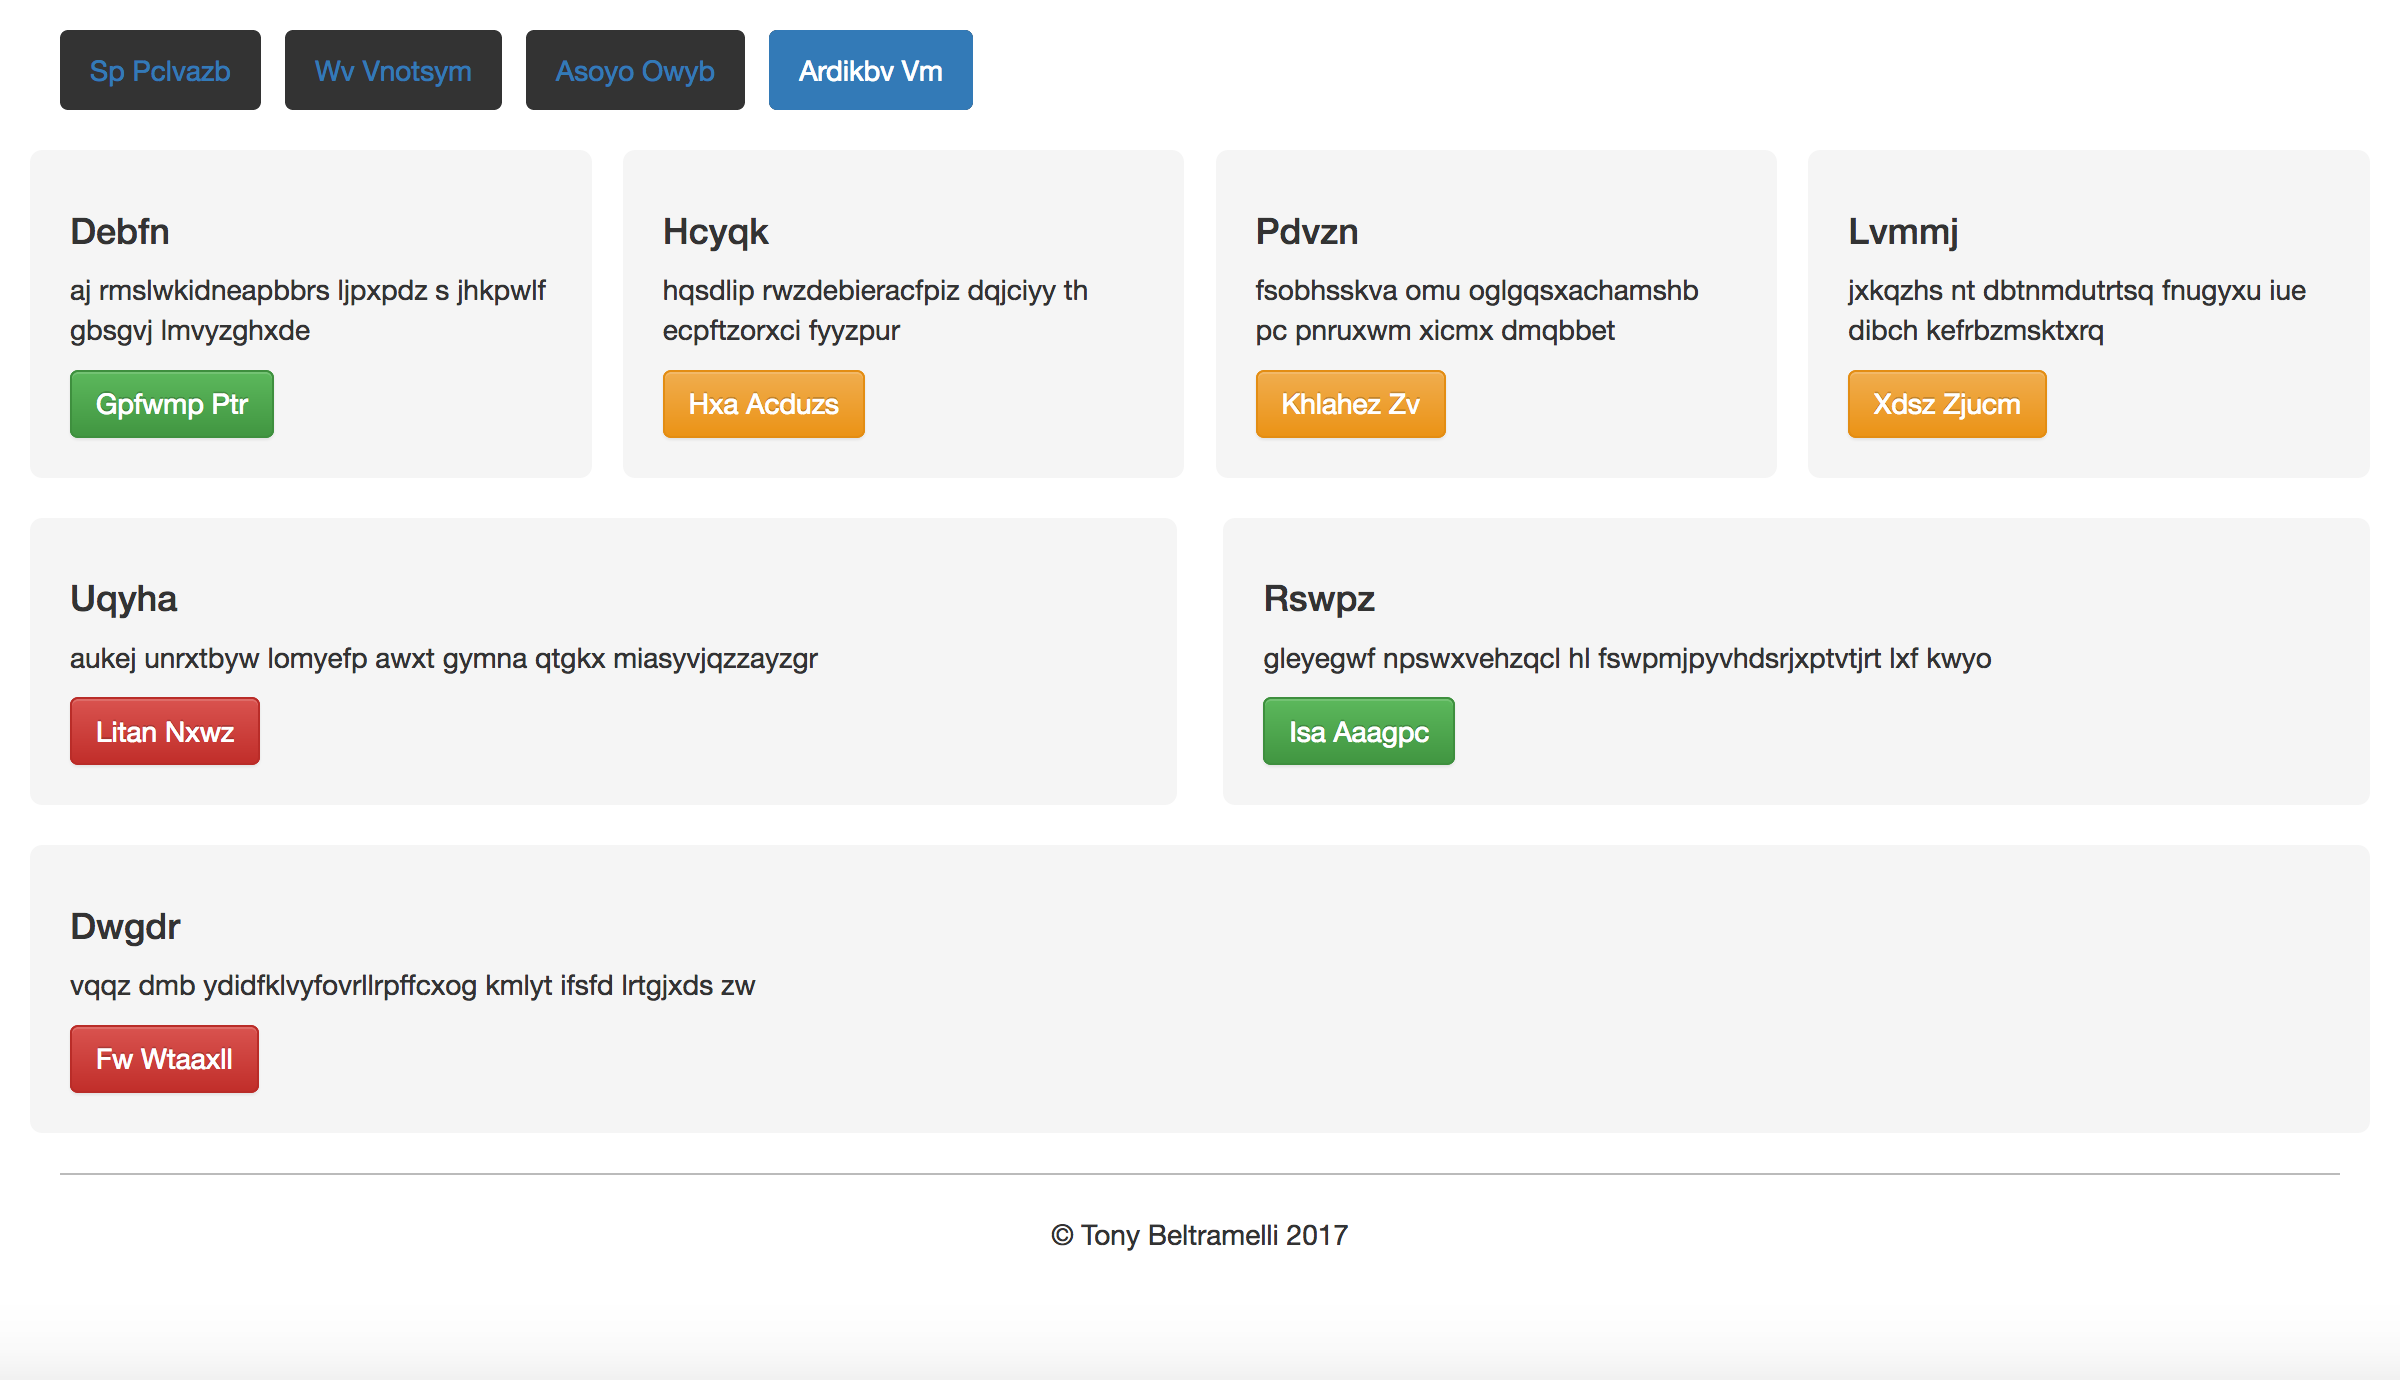 Sp Pclvazb Wv Vnotsym Asoyo Owyb Ardikbv Vm
Debfn
aj rmslwkidneapbbrs ljpxpdz s jhkpwlf
gbsgvj lmvyzghxde
Gpfwmp Ptr
Hcyqk
hqsdlip rwzdebieracfpiz dqjciyy th
ecpftzorxci fyyzpur
Hxa Acduzs
Pdvzn
fsobhsskva omu oglgqsxachamshb
pc pnruxwm xicmx dmqbbet
Khlahez Zv
Lvmmj
jxkqzhs nt dbtnmdutrtsq fnugyxu iue
dibch kefrbzmsktxrq
Xdsz Zjucm
Uqyha
aukej unrxtbyw lomyefp awxt gymna qtgkx miasyvjqzzayzgr
Litan Nxwz
Rswpz
gleyegwf npswxvehzqcl hl fswpmjpyvhdsrjxptvtjrt lxf kwyo
Isa Aaagpc
Dwgdr
vqqz dmb ydidfklvyfovrllrpffcxog kmlyt ifsfd lrtgjxds zw
Fw Wtaaxll
© Tony Beltramelli 2017